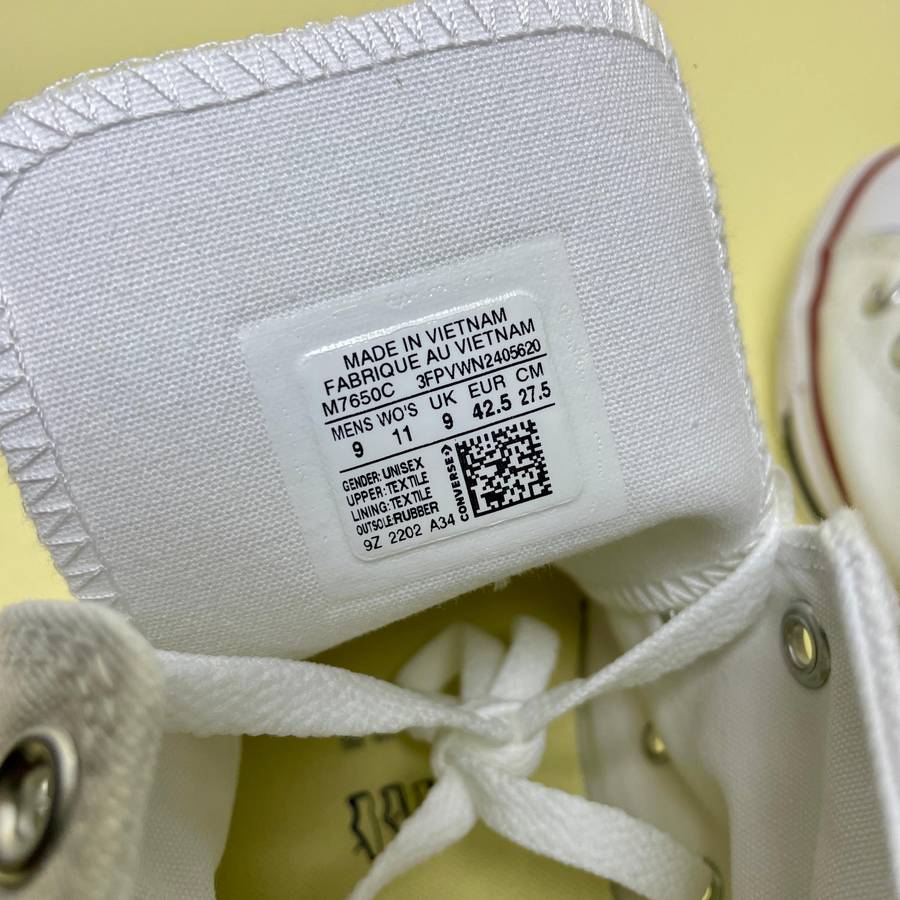 MADE IN VIETNAM
FABRIQUE AU VIETNAM
M7650C 3FPVWN2405620
MENS WO'S UK EUR CM
9 11 9 42.5 27.5
GENDER: UNISEX
UPPER: TEXTILE
LINING: TEXTILE
OUTSOLE: RUBBER
9Z 2202 A34
CONVERSE